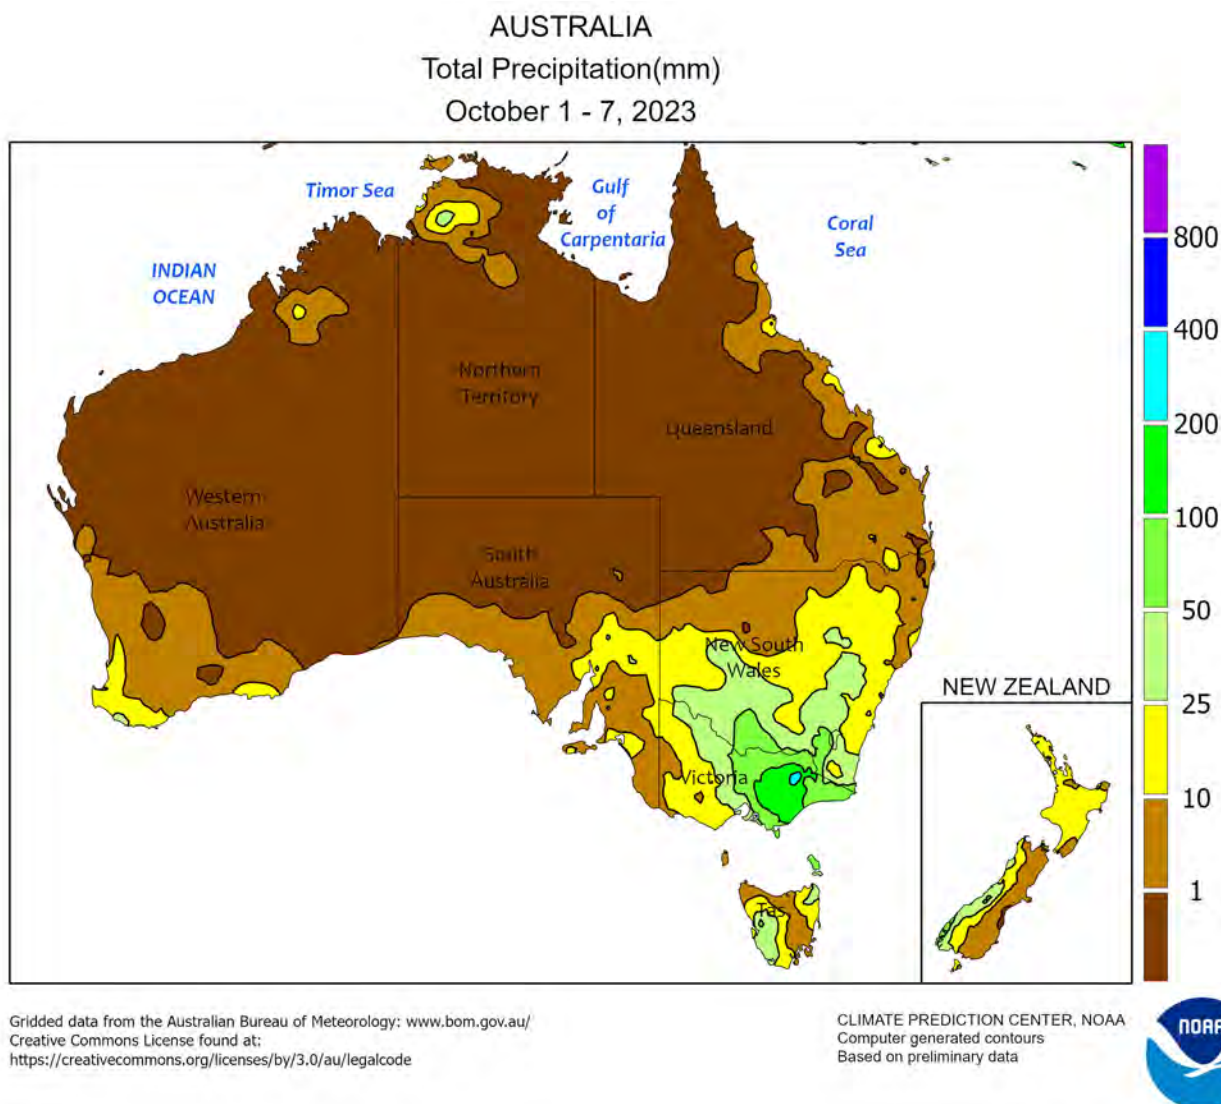 AUSTRALIA
Total Precipitation(mm)
October 1 - 7, 2023
Timor Sea
Gulf
of
Carpentaria
Coral
Sea
INDIAN
OCEAN
Northern
Territory
Queensland
Western
Australia
South
Australia
New South
Wales
Victoria
Tas
NEW ZEALAND
800
400
200
100
50
25
10
1
Gridded data from the Australian Bureau of Meteorology: www.bom.gov.au/
Creative Commons License found at:
https://creativecommons.org/licenses/by/3.0/au/legalcode
CLIMATE PREDICTION CENTER, NOAA
Computer generated contours
Based on preliminary data
NOAA